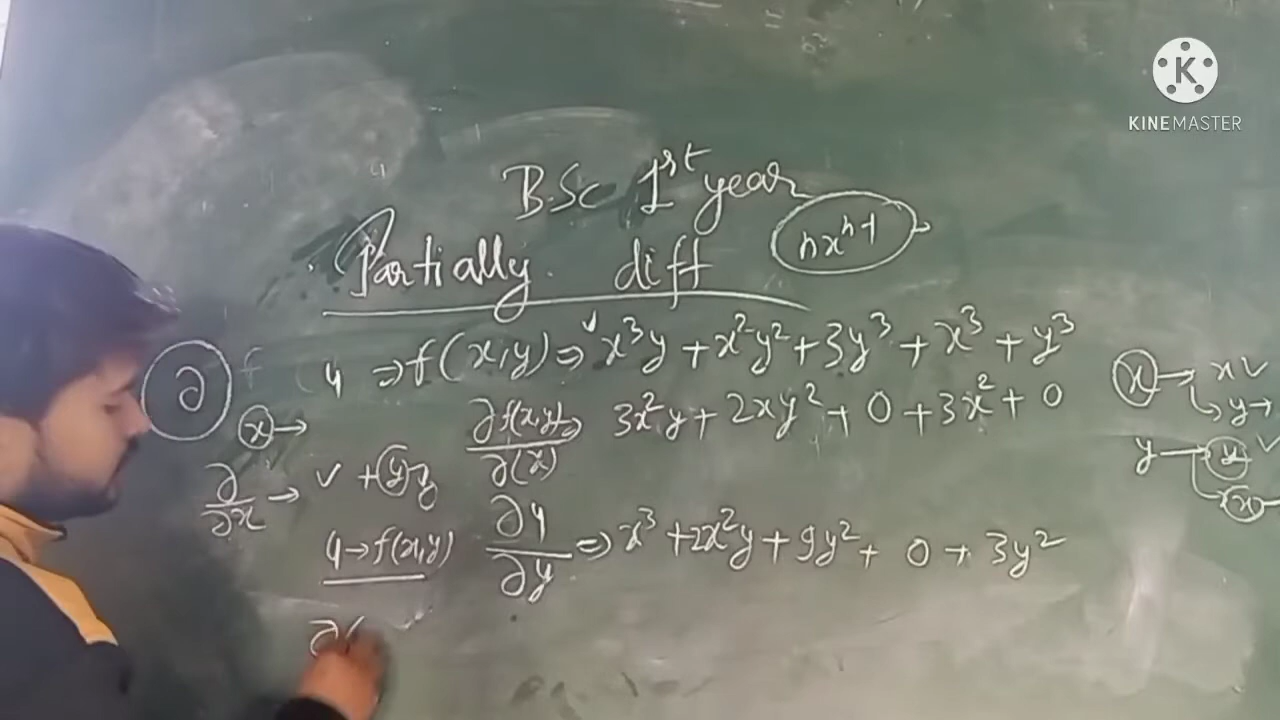 KINEMASTER
B.Sc 1st year
Partially diff
nxⁿ⁻¹
∂
u ⇒ f(x,y) ⇒ x³y + x²y² + 3y³ + x³ + y³
x →
∂f(x,y) ⇒ 3x²y + 2xy² + 0 + 3x² + 0
∂(x)
∂/∂x → ✓ + y
u → f(x,y)
∂u/∂y ⇒ x³ + 2x²y + 9y² + 0 + 3y²
x → x ✓
y →
y → y ✓
x